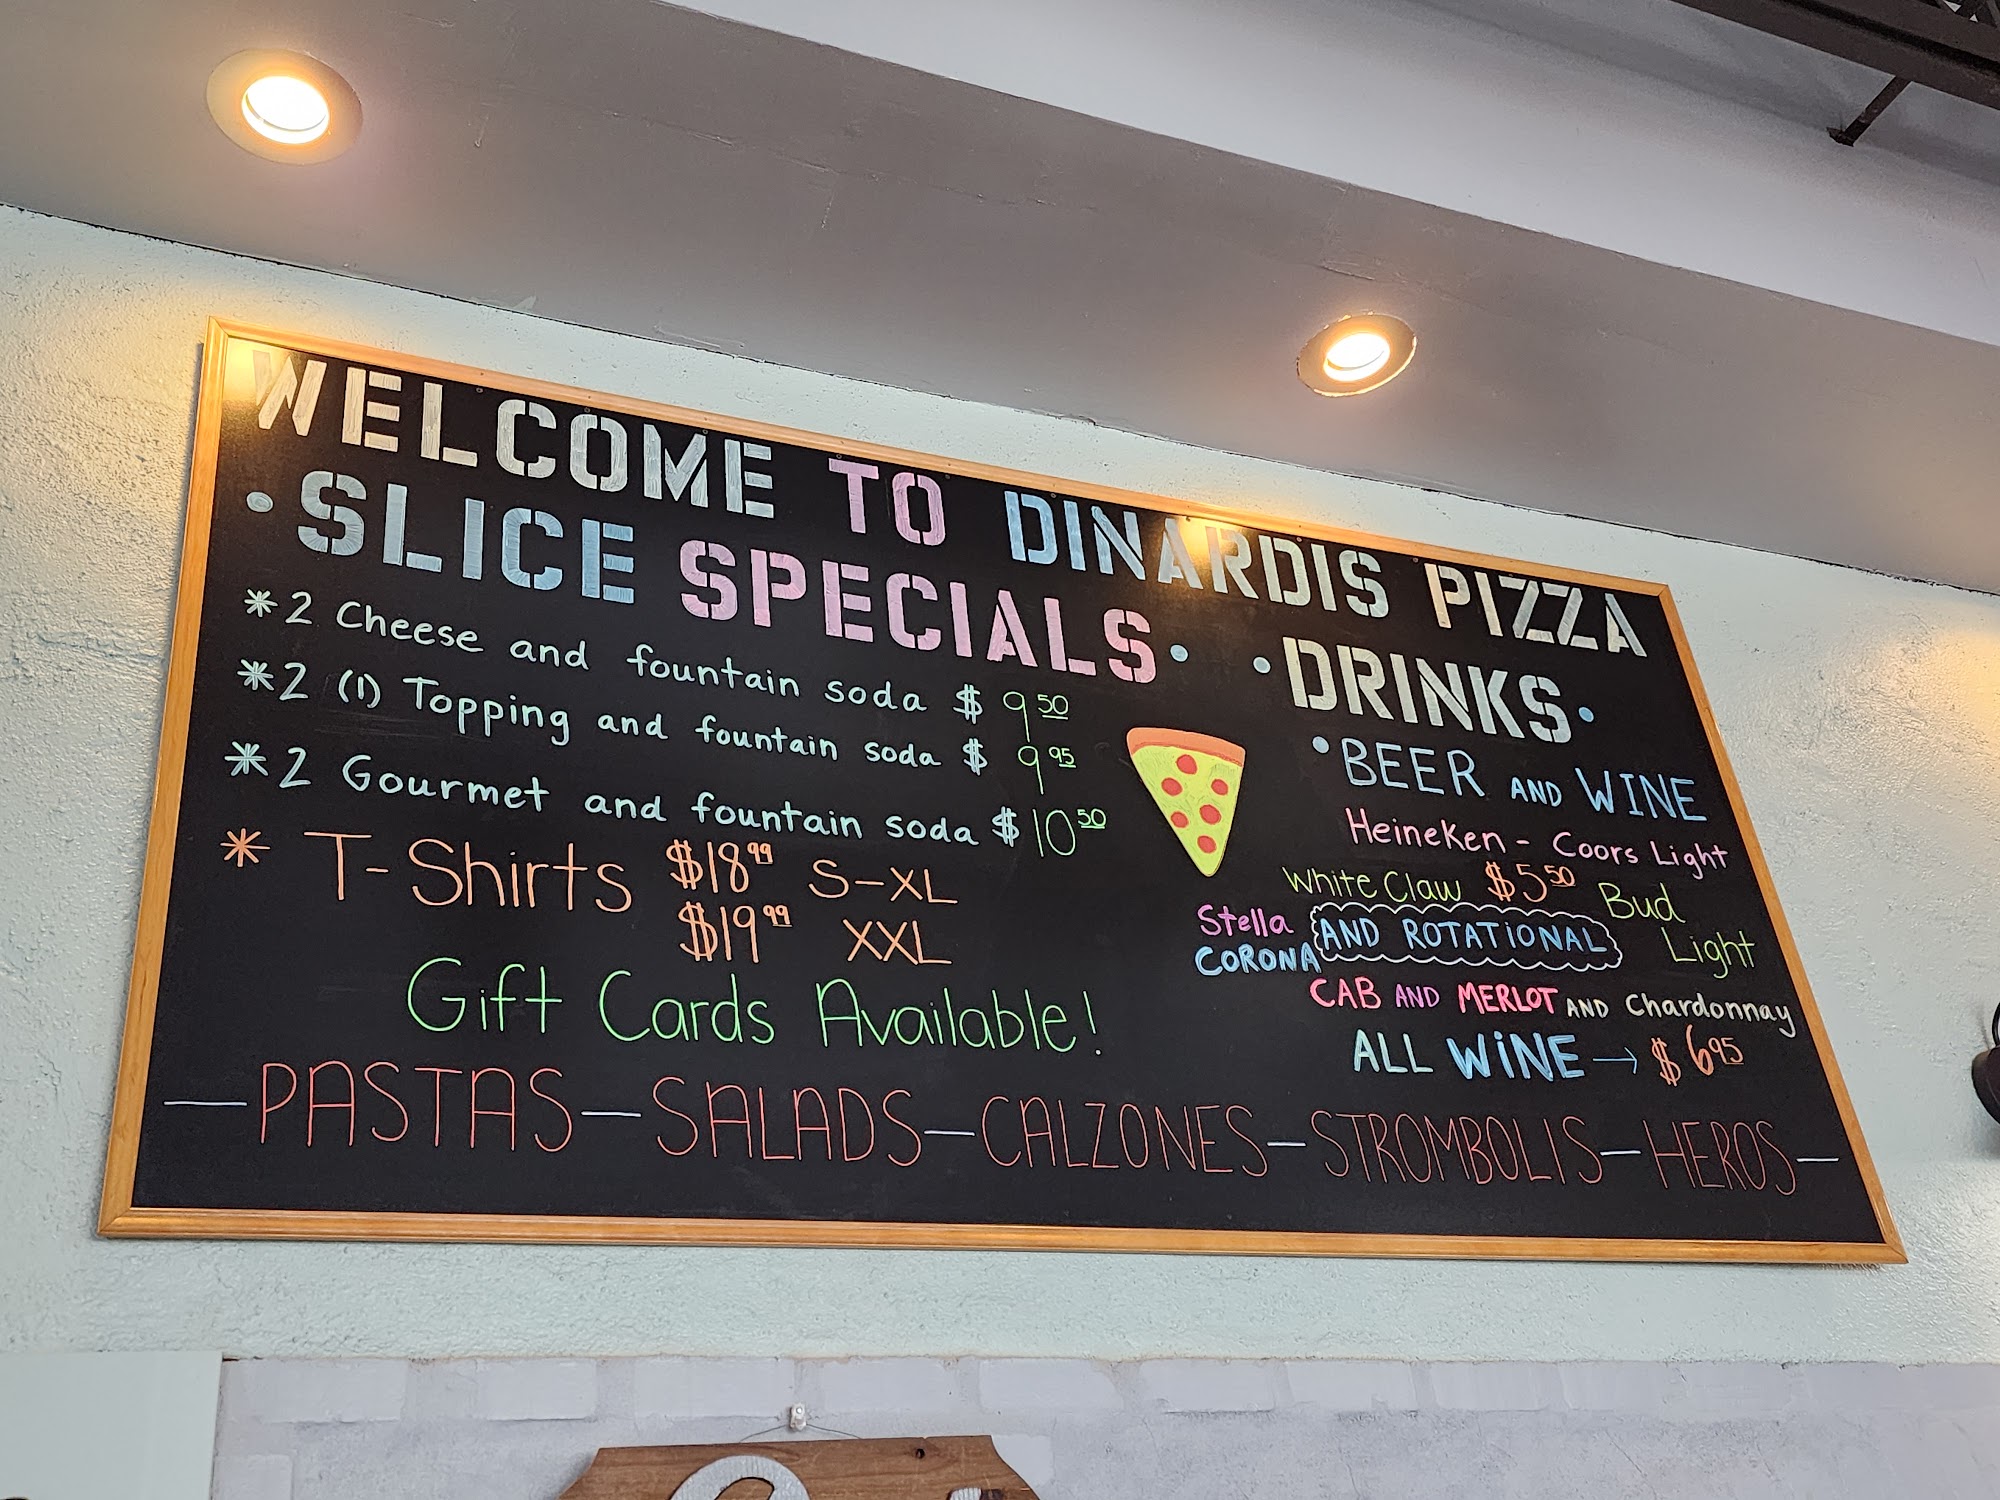 WELCOME TO DINARDIS PIZZA
• SLICE SPECIALS •
* 2 Cheese and fountain soda $ 9 50
* 2 (1) Topping and fountain soda $ 9 95
* 2 Gourmet and fountain soda $ 10 50
* T-Shirts $18 99 S-XL
$19 99 XXL
Gift Cards Available!
• DRINKS •
• BEER AND WINE
Heineken - Coors Light
White Claw $5 50 Bud Light
Stella
CORONA
AND ROTATiONAL
CAB AND MERLOT AND Chardonnay
ALL WiNE → $ 6 95
— PASTAS — SALADS — CALZONES — STROMBOLIS — HEROS —